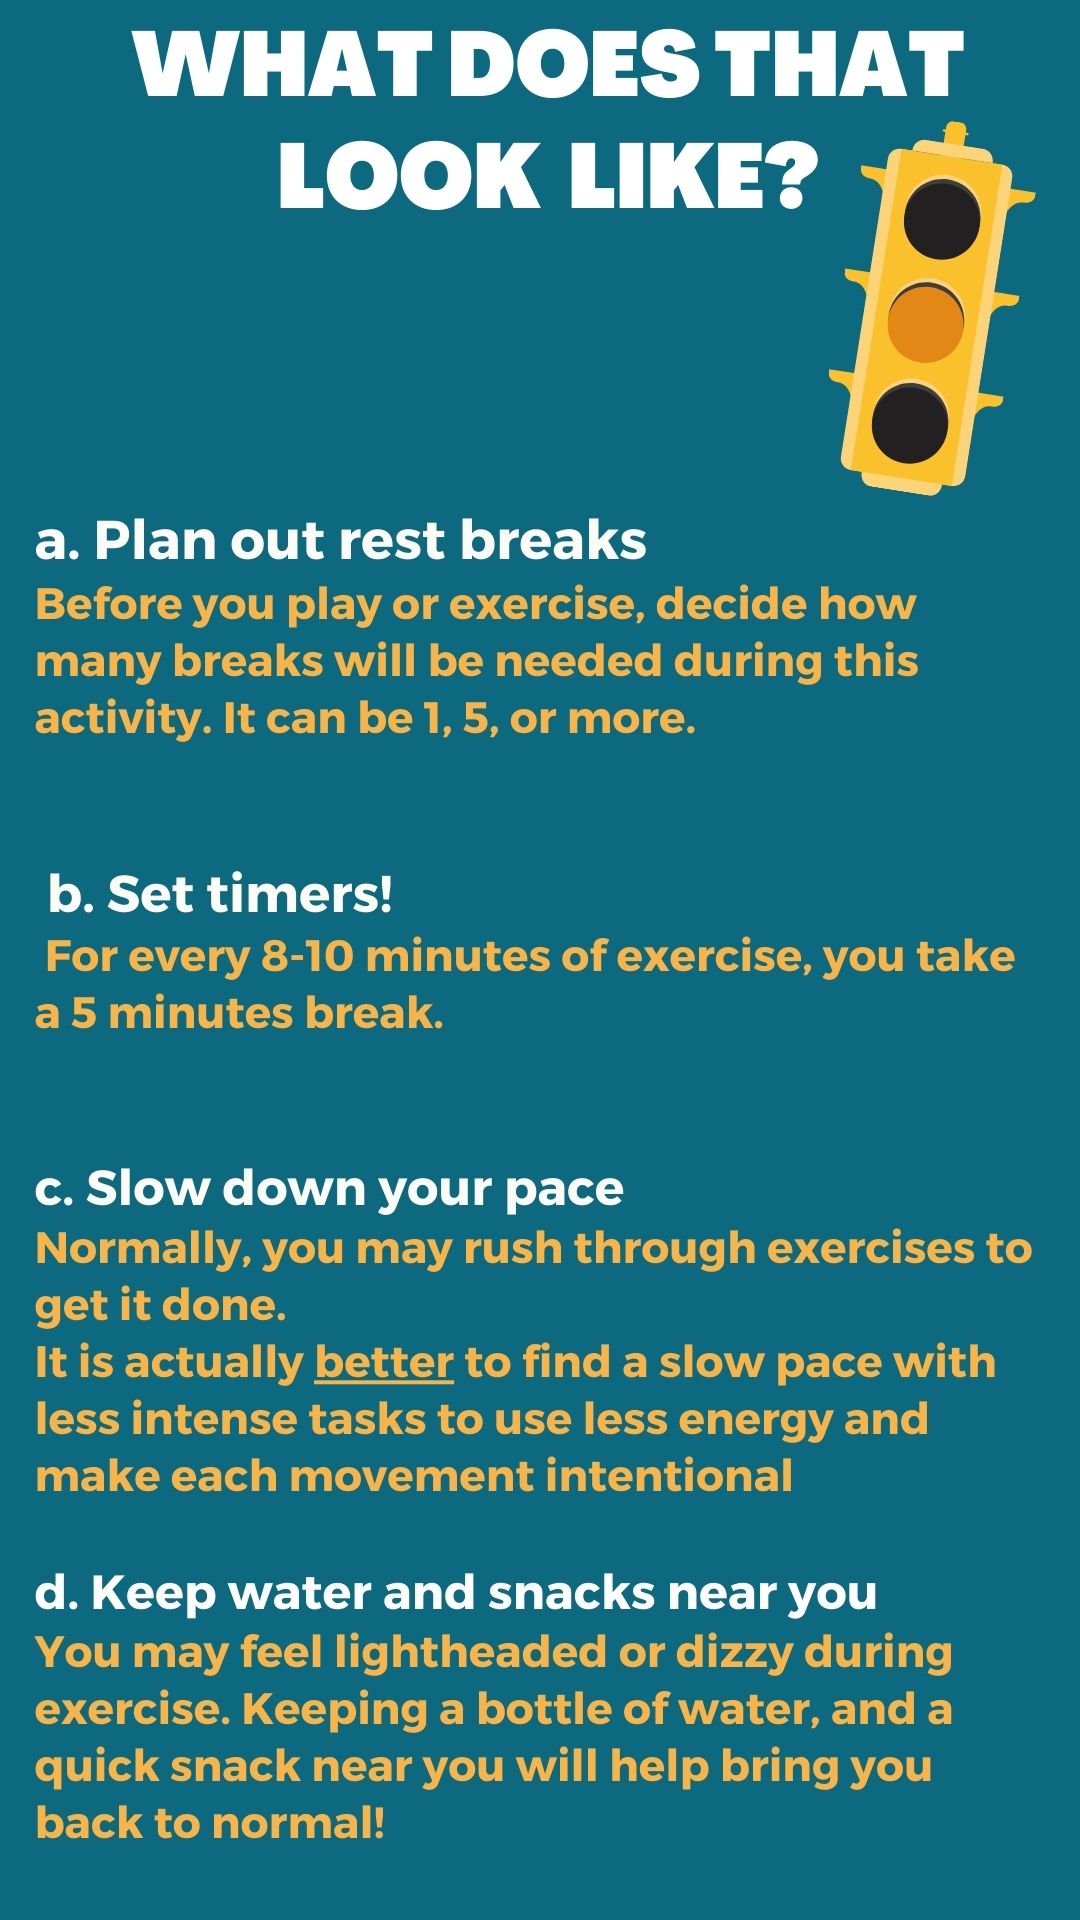 WHAT DOES THAT
LOOK LIKE?
a. Plan out rest breaks
Before you play or exercise, decide how
many breaks will be needed during this
activity. It can be 1, 5, or more.
b. Set timers!
For every 8-10 minutes of exercise, you take
a 5 minutes break.
c. Slow down your pace
Normally, you may rush through exercises to
get it done.
It is actually better to find a slow pace with
less intense tasks to use less energy and
make each movement intentional
d. Keep water and snacks near you
You may feel lightheaded or dizzy during
exercise. Keeping a bottle of water, and a
quick snack near you will help bring you
back to normal!